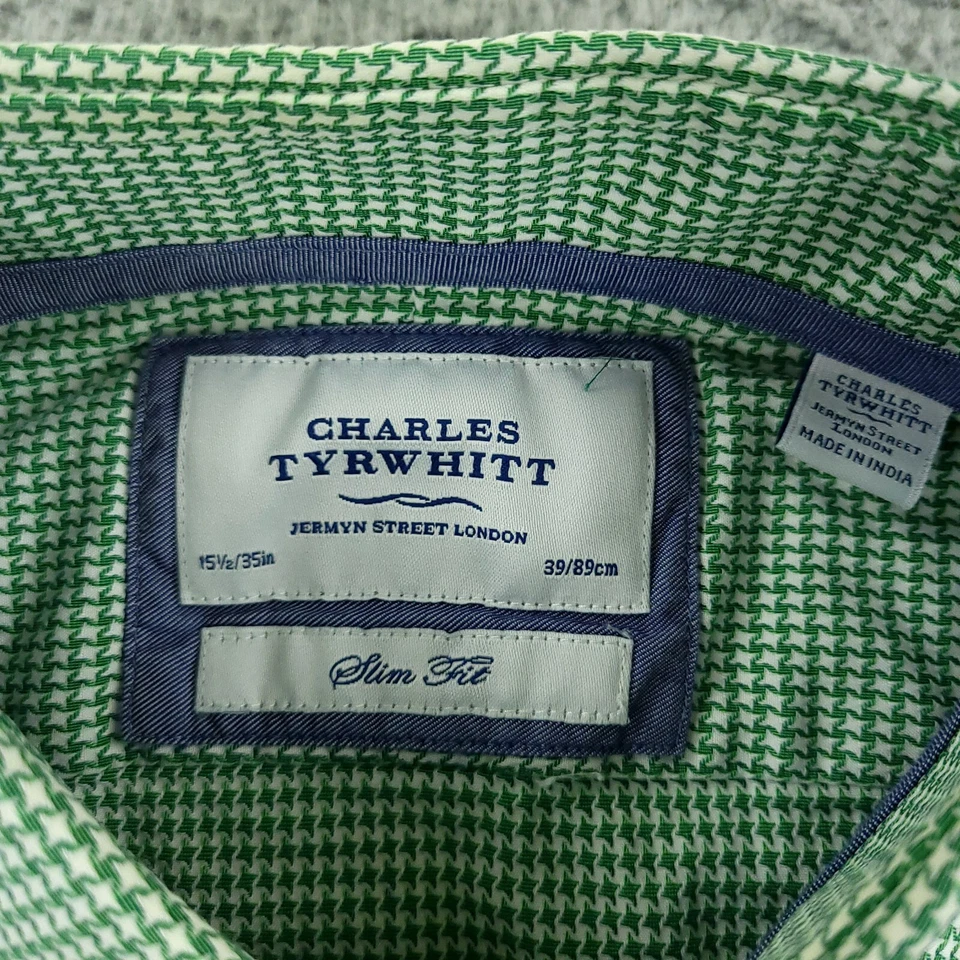 CHARLES
TYRWHITT
JERMYN STREET LONDON
15½/35in 39/89cm
Slim Fit
CHARLES
TYRWHITT
JERMYN STREET
LONDON
MADE IN INDIA